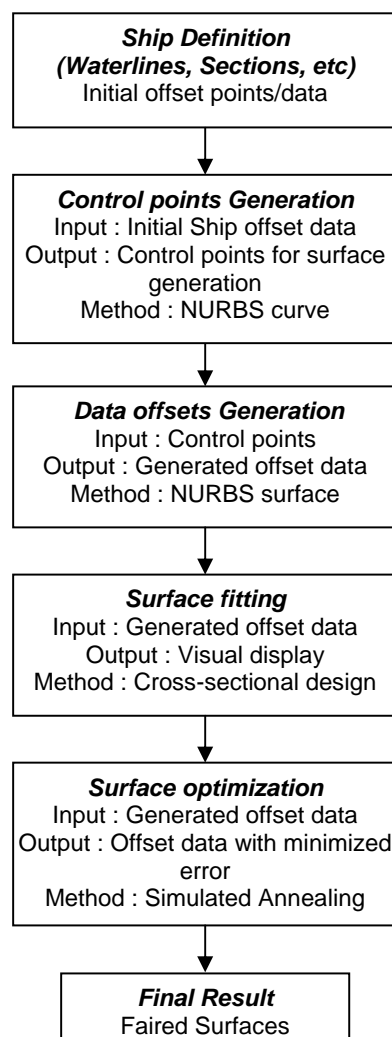 Ship Definition
(Waterlines, Sections, etc)
Initial offset points/data
Control points Generation
Input : Initial Ship offset data
Output : Control points for surface
generation
Method : NURBS curve
Data offsets Generation
Input : Control points
Output : Generated offset data
Method : NURBS surface
Surface fitting
Input : Generated offset data
Output : Visual display
Method : Cross-sectional design
Surface optimization
Input : Generated offset data
Output : Offset data with minimized
error
Method : Simulated Annealing
Final Result
Faired Surfaces